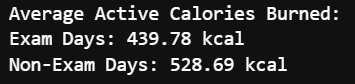 Average Active Calories Burned:
Exam Days: 439.78 kcal
Non-Exam Days: 528.69 kcal